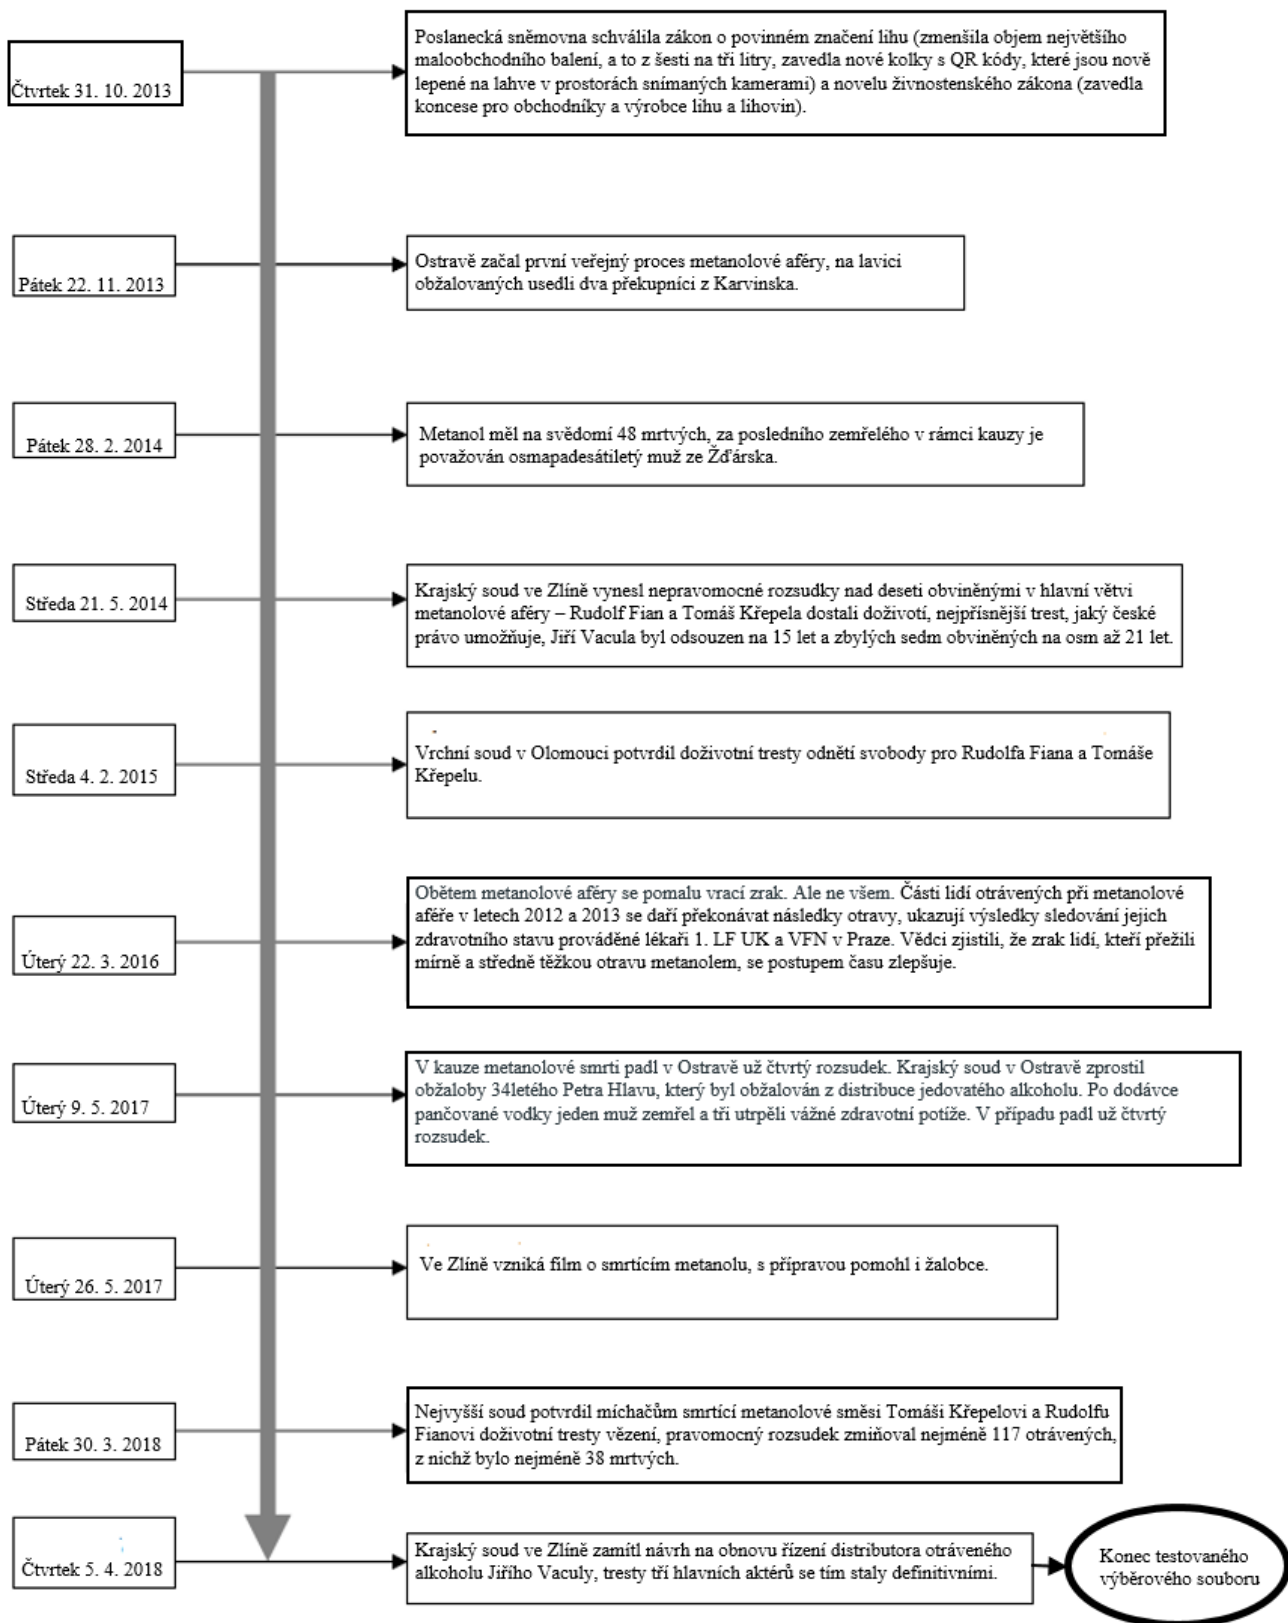 Čtvrtek 31. 10. 2013
Poslanecká sněmovna schválila zákon o povinném značení lihu (zmenšila objem největšího
maloobchodního balení, a to z šesti na tři litry, zavedla nové kolky s QR kódy, které jsou nově
lepené na lahve v prostorách snímaných kamerami) a novelu živnostenského zákona (zavedla
koncese pro obchodníky a výrobce lihu a lihovin).
Pátek 22. 11. 2013
Ostravě začal první veřejný proces metanolové aféry, na lavici
obžalovaných usedli dva překupníci z Karvinska.
Pátek 28. 2. 2014
Metanol měl na svědomí 48 mrtvých, za posledního zemřelého v rámci kauzy je
považován osmapadesátiletý muž ze Žďárska.
Středa 21. 5. 2014
Krajský soud ve Zlíně vynesl nepravomocné rozsudky nad deseti obviněnými v hlavní větvi
metanolové aféry – Rudolf Fian a Tomáš Křepela dostali doživotí, nejpřísnější trest, jaký české
právo umožňuje, Jiří Vacula byl odsouzen na 15 let a zbylých sedm obviněných na osm až 21 let.
Středa 4. 2. 2015
Vrchní soud v Olomouci potvrdil doživotní tresty odnětí svobody pro Rudolfa Fiana a Tomáše
Křepelu.
Úterý 22. 3. 2016
Obětem metanolové aféry se pomalu vrací zrak. Ale ne všem. Části lidí otrávených při metanolové
aféře v letech 2012 a 2013 se daří překonávat následky otravy, ukazují výsledky sledování jejich
zdravotního stavu prováděné lékaři 1. LF UK a VFN v Praze. Vědci zjistili, že zrak lidí, kteří přežili
mírně a středně těžkou otravu metanolem, se postupem času zlepšuje.
Úterý 9. 5. 2017
V kauze metanolové smrti padl v Ostravě už čtvrtý rozsudek. Krajský soud v Ostravě zprostil
obžaloby 34letého Petra Hlavu, který byl obžalován z distribuce jedovatého alkoholu. Po dodávce
pančované vodky jeden muž zemřel a tři utrpěli vážné zdravotní potíže. V případu padl už čtvrtý
rozsudek.
Úterý 26. 5. 2017
Ve Zlíně vzniká film o smrtícím metanolu, s přípravou pomohl i žalobce.
Pátek 30. 3. 2018
Nejvyšší soud potvrdil míchačům smrtící metanolové směsi Tomáši Křepelovi a Rudolfu
Fianovi doživotní tresty vězení, pravomocný rozsudek zmiňoval nejméně 117 otrávených,
z nichž bylo nejméně 38 mrtvých.
Čtvrtek 5. 4. 2018
Krajský soud ve Zlíně zamítl návrh na obnovu řízení distributora otráveného
alkoholu Jiřího Vaculy, tresty tří hlavních aktérů se tím staly definitivními.
Konec testovaného
výběrového souboru